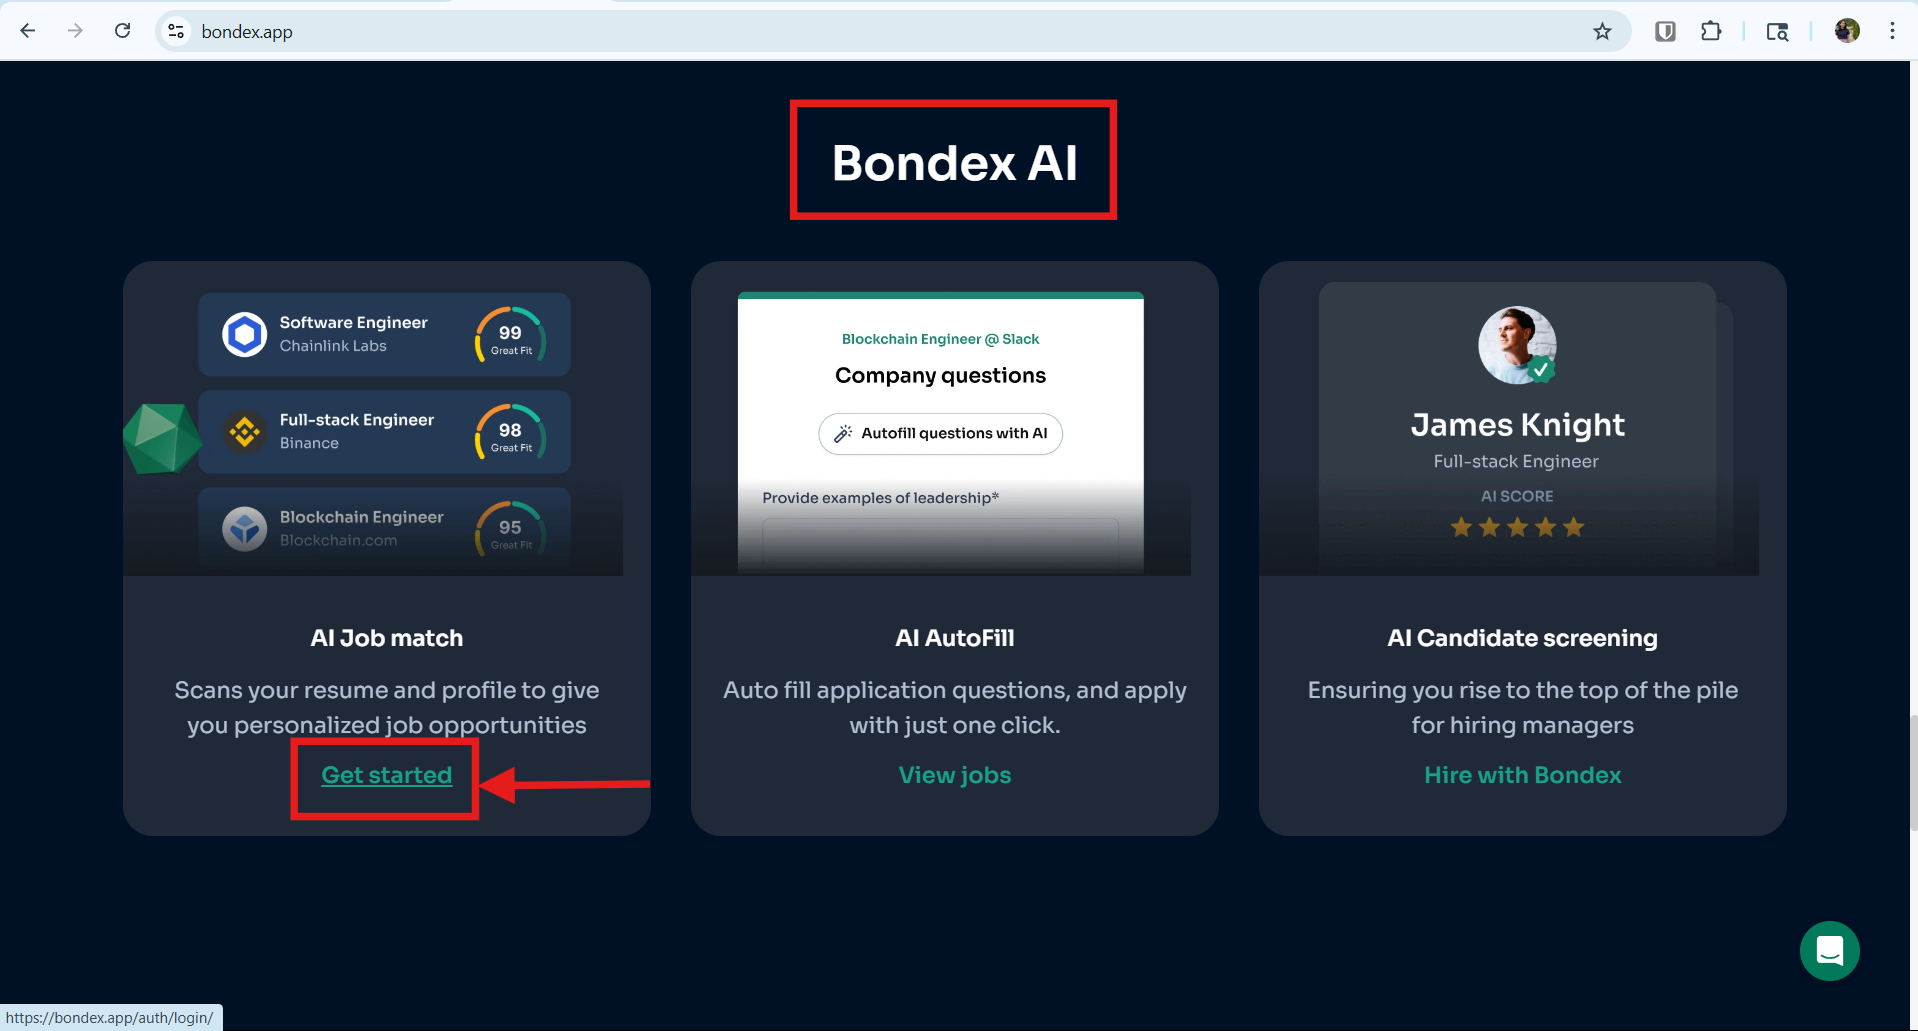 bondex.app
Bondex AI
Software Engineer
Chainlink Labs
99
Great Fit
Full-stack Engineer
Binance
98
Great Fit
Blockchain Engineer
Blockchain.com
95
Great Fit
AI Job match
Scans your resume and profile to give
you personalized job opportunities
Get started
Blockchain Engineer @ Slack
Company questions
Autofill questions with AI
Provide examples of leadership*
AI AutoFill
Auto fill application questions, and apply
with just one click.
View jobs
James Knight
Full-stack Engineer
AI SCORE
AI Candidate screening
Ensuring you rise to the top of the pile
for hiring managers
Hire with Bondex
https://bondex.app/auth/login/